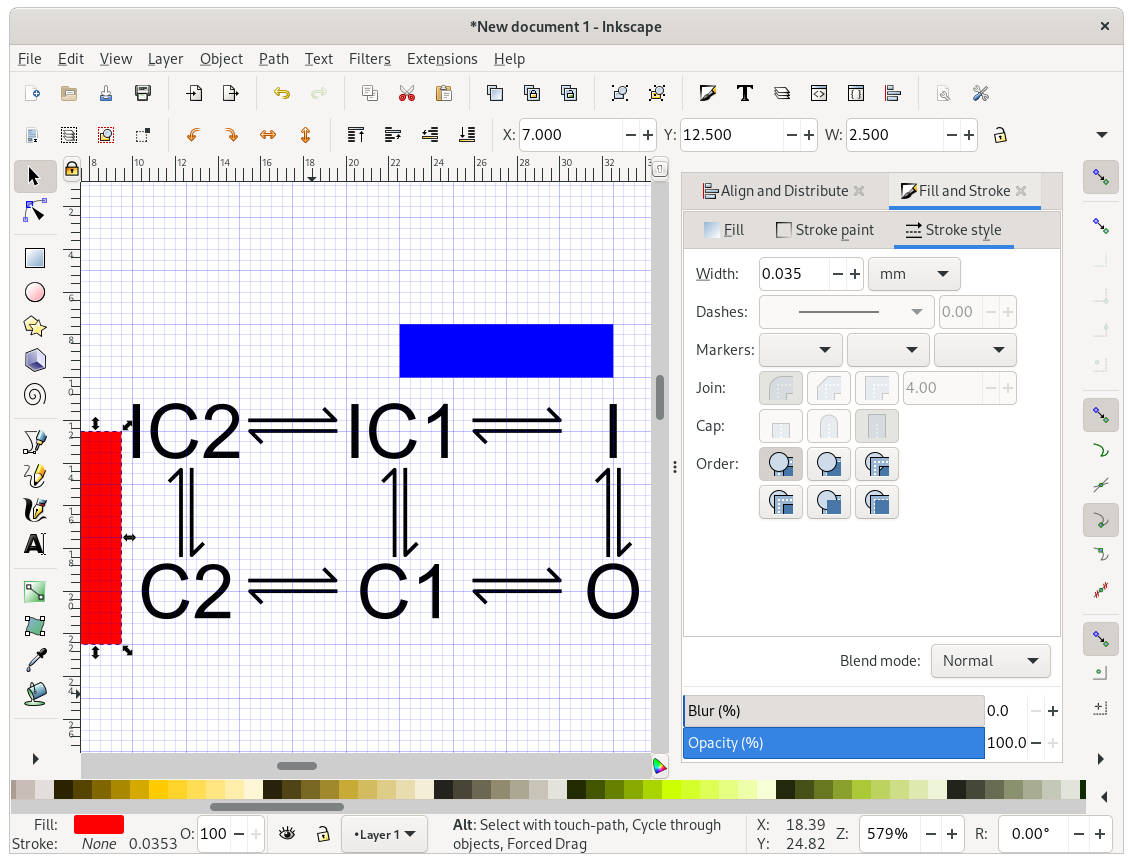 *New document 1 - Inkscape
File Edit View Layer Object Path Text Filters Extensions Help
X: 7.000 Y: 12.500 W: 2.500
8 10 12 14 16 18 20 22 24 26 28 30 32
Align and Distribute Fill and Stroke
Fill Stroke paint Stroke style
Width: 0.035 mm
Dashes: 0.00
Markers:
Join: 4.00
Cap:
Order:
IC2 IC1 I
C2 C1 O
Blend mode: Normal
Blur (%) 0.0
Opacity (%) 100.0
Fill: O: 100 Layer 1
Stroke: None 0.0353
Alt: Select with touch-path, Cycle through
objects, Forced Drag
X: 18.39
Y: 24.82
Z: 579% R: 0.00°